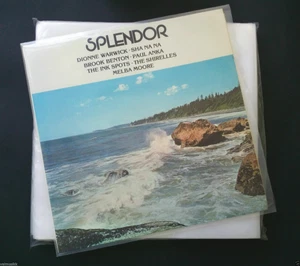 SPLENDOR
DIONNE WARWICK · SHA NA NA
BROOK BENTON · PAUL ANKA
THE INK SPOTS · THE SHIRELLES
MELBA MOORE